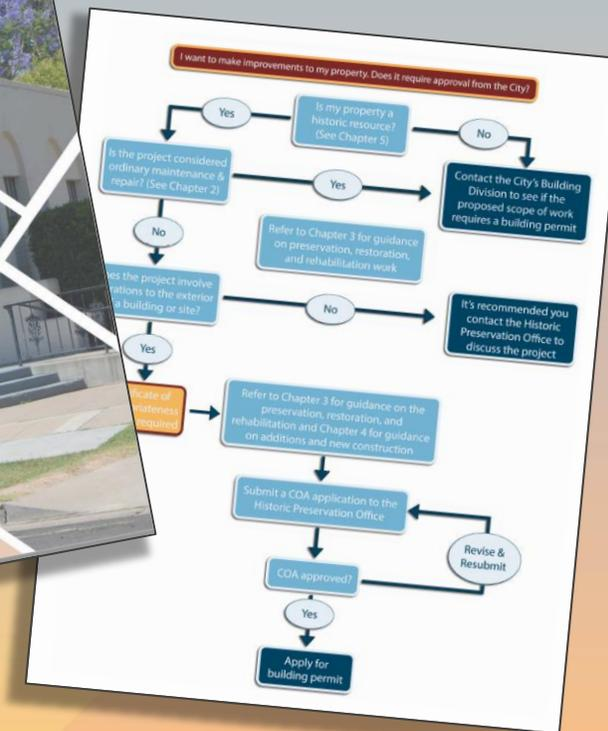 I want to make improvements to my property. Does it require approval from the City?
Is my property a
historic resource?
(See Chapter 5)
Yes
No
Is the project considered
ordinary maintenance &
repair? (See Chapter 2)
Yes
Contact the City's Building
Division to see if the
proposed scope of work
requires a building permit
No
Refer to Chapter 3 for guidance
on preservation, restoration,
and rehabilitation work
the project involve
to the exterior
a building or site?
No
It's recommended you
contact the Historic
Preservation Office to
discuss the project
Yes
of
required
Refer to Chapter 3 for guidance on the
preservation, restoration, and
rehabilitation and Chapter 4 for guidance
on additions and new construction
Submit a COA application to the
Historic Preservation Office
Revise &
Resubmit
COA approved?
Yes
Apply for
building permit